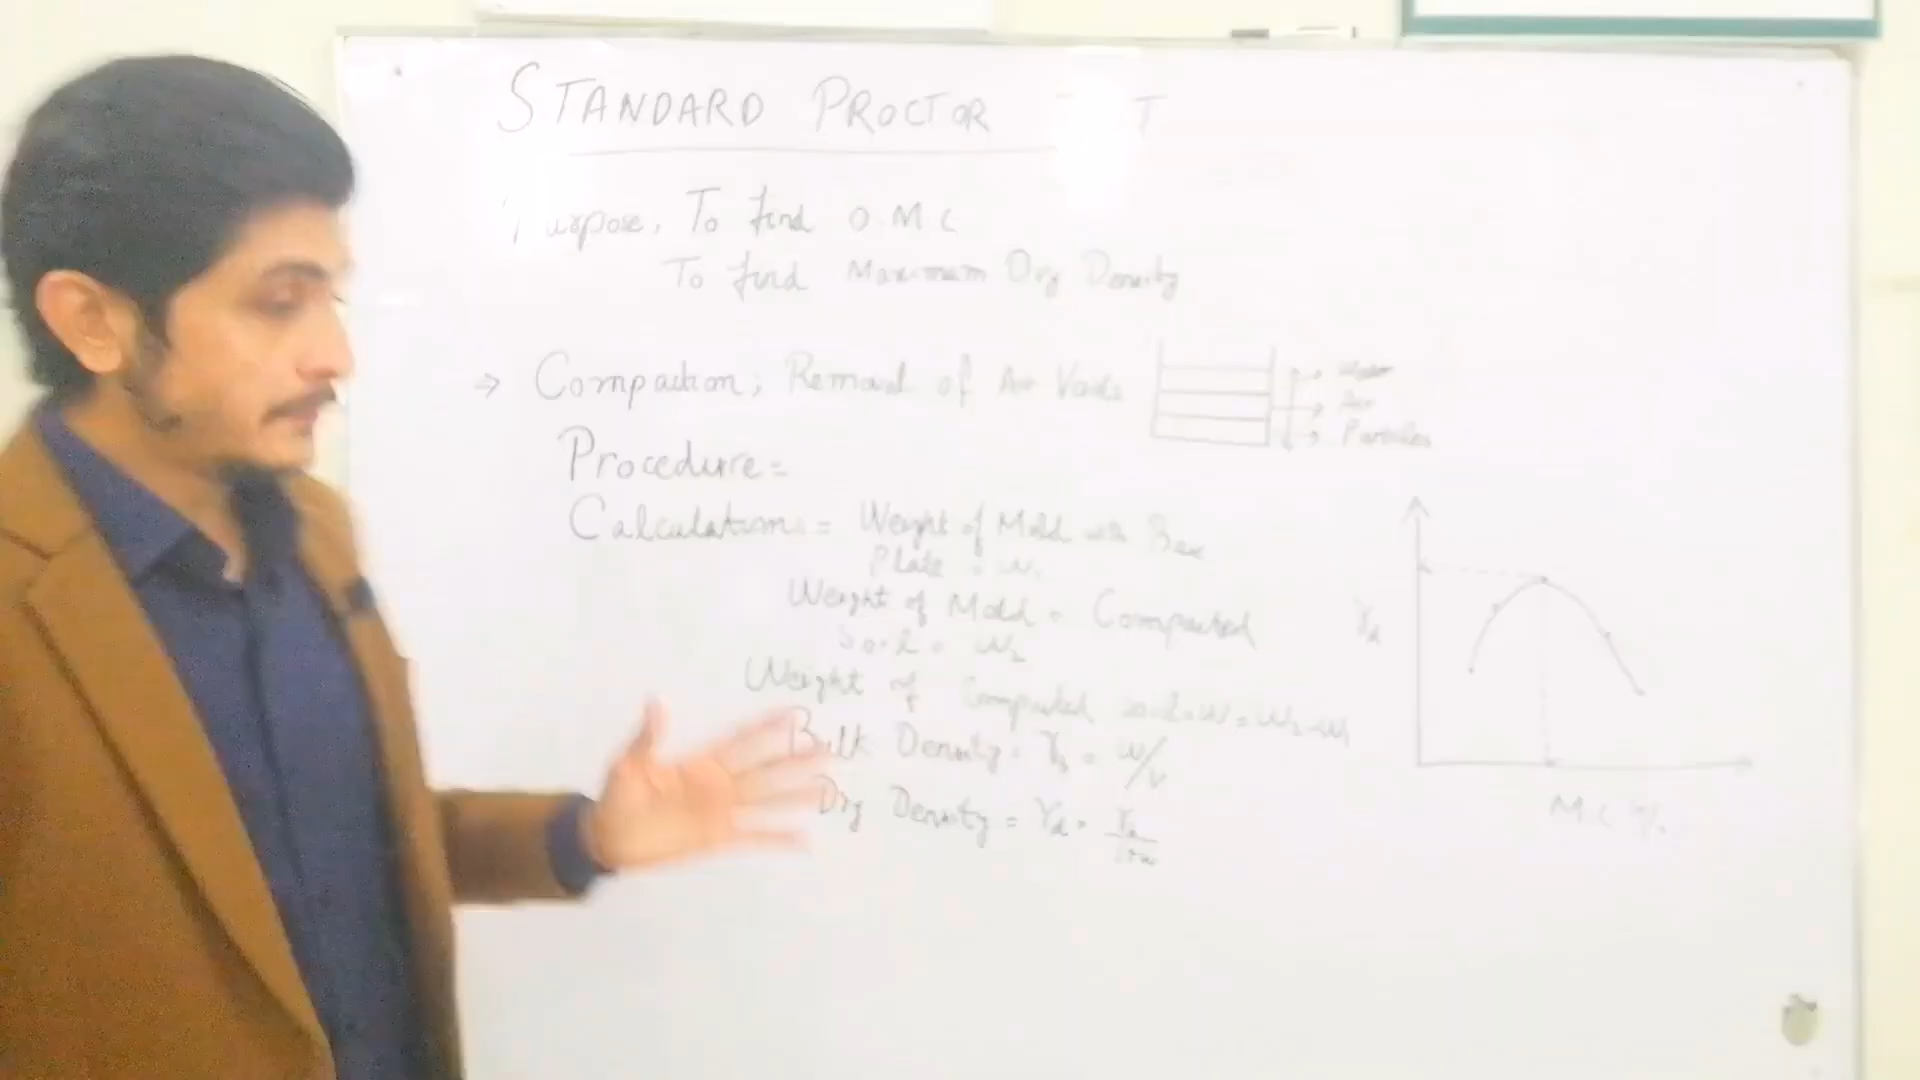 STANDARD PROCTOR T T
Purpose, To find O.M.C
To find Maximum Dry Density
→ Compaction; Removal of Air Voids
Water
Air
Particles
Procedure =
Calculations = Weight of Mold with Base
Plate = W₁
Weight of Mold + Compacted
Soil = W₂
Weight of Compacted soil = W = W₂-W₁
Bulk Density = γb = W/V
Dry Density = γd = γb/1+w
γd
M.C %